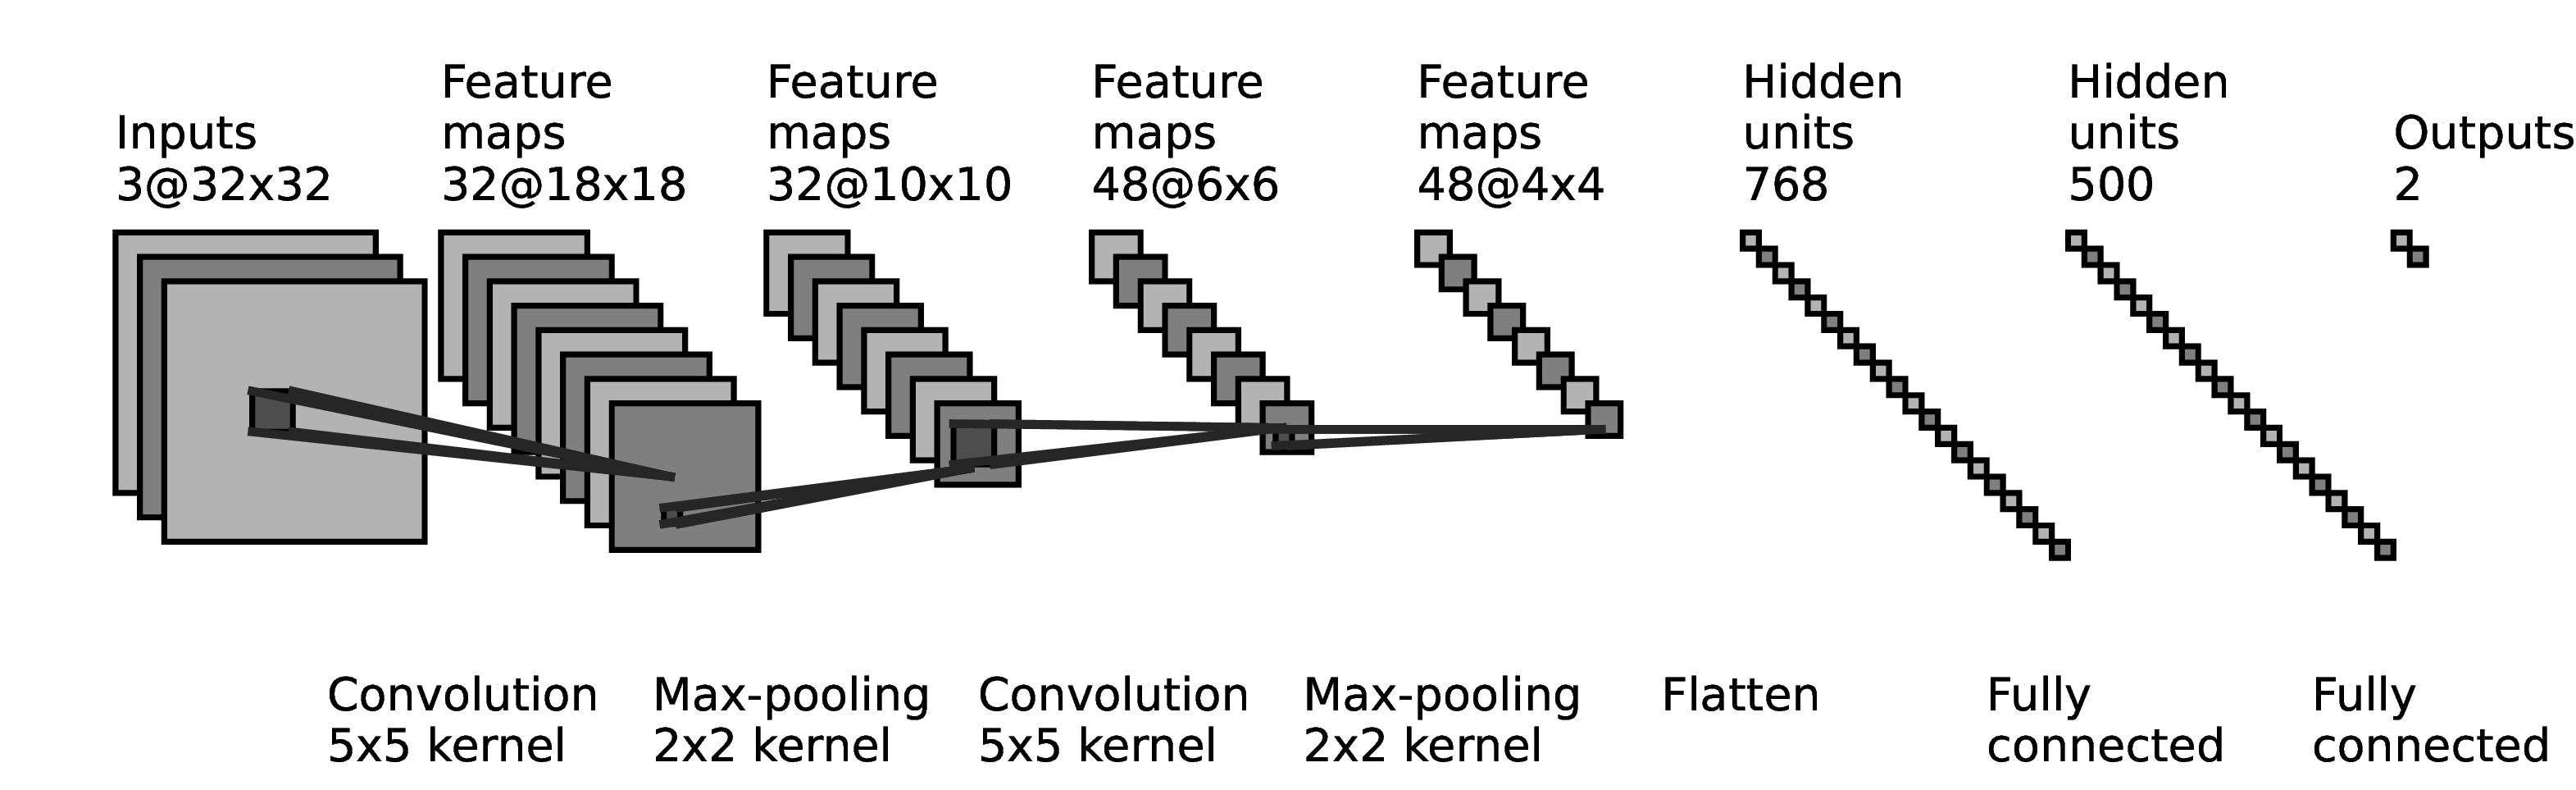 Inputs
3@32x32
Feature
maps
32@18x18
Feature
maps
32@10x10
Feature
maps
48@6x6
Feature
maps
48@4x4
Hidden
units
768
Hidden
units
500
Outputs
2
Convolution
5x5 kernel
Max-pooling
2x2 kernel
Convolution
5x5 kernel
Max-pooling
2x2 kernel
Flatten
Fully
connected
Fully
connected